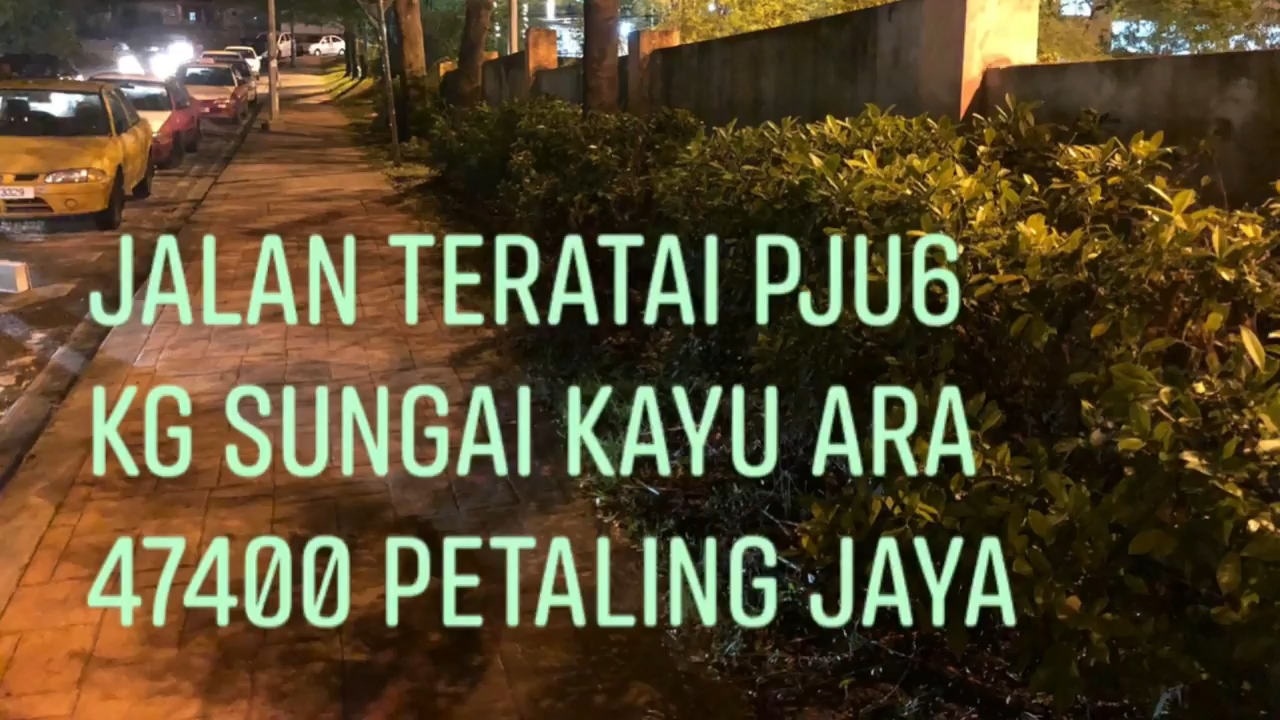 JALAN TERATAI PJU6
KG SUNGAI KAYU ARA
47400 PETALING JAYA